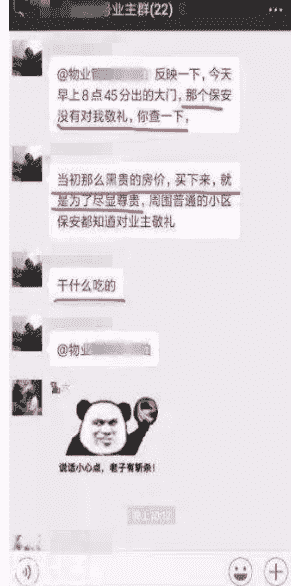 业主群(22)
@物业管 反映一下，今天
早上8点45分出的大门，那个保安
没有对我敬礼，你查一下，
当初那么黑贵的房价，买下来，就
是为了尽显尊贵，周围普通的小区
保安都知道对业主敬礼
干什么吃的
@物业
说话小心点，老子有斩条！